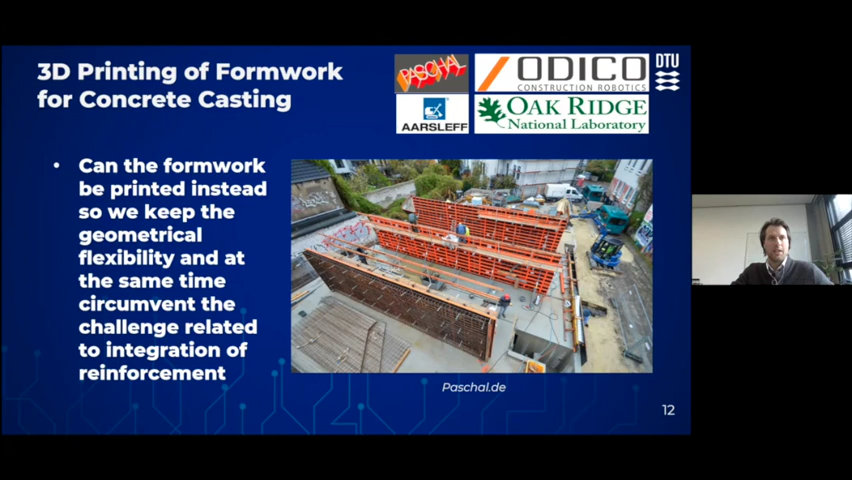 3D Printing of Formwork
for Concrete Casting
PASCHAL
ODICO
CONSTRUCTION ROBOTICS
DTU
AARSLEFF
OAK RIDGE
National Laboratory
• Can the formwork
be printed instead
so we keep the
geometrical
flexibility and at
the same time
circumvent the
challenge related
to integration of
reinforcement
Paschal.de
12